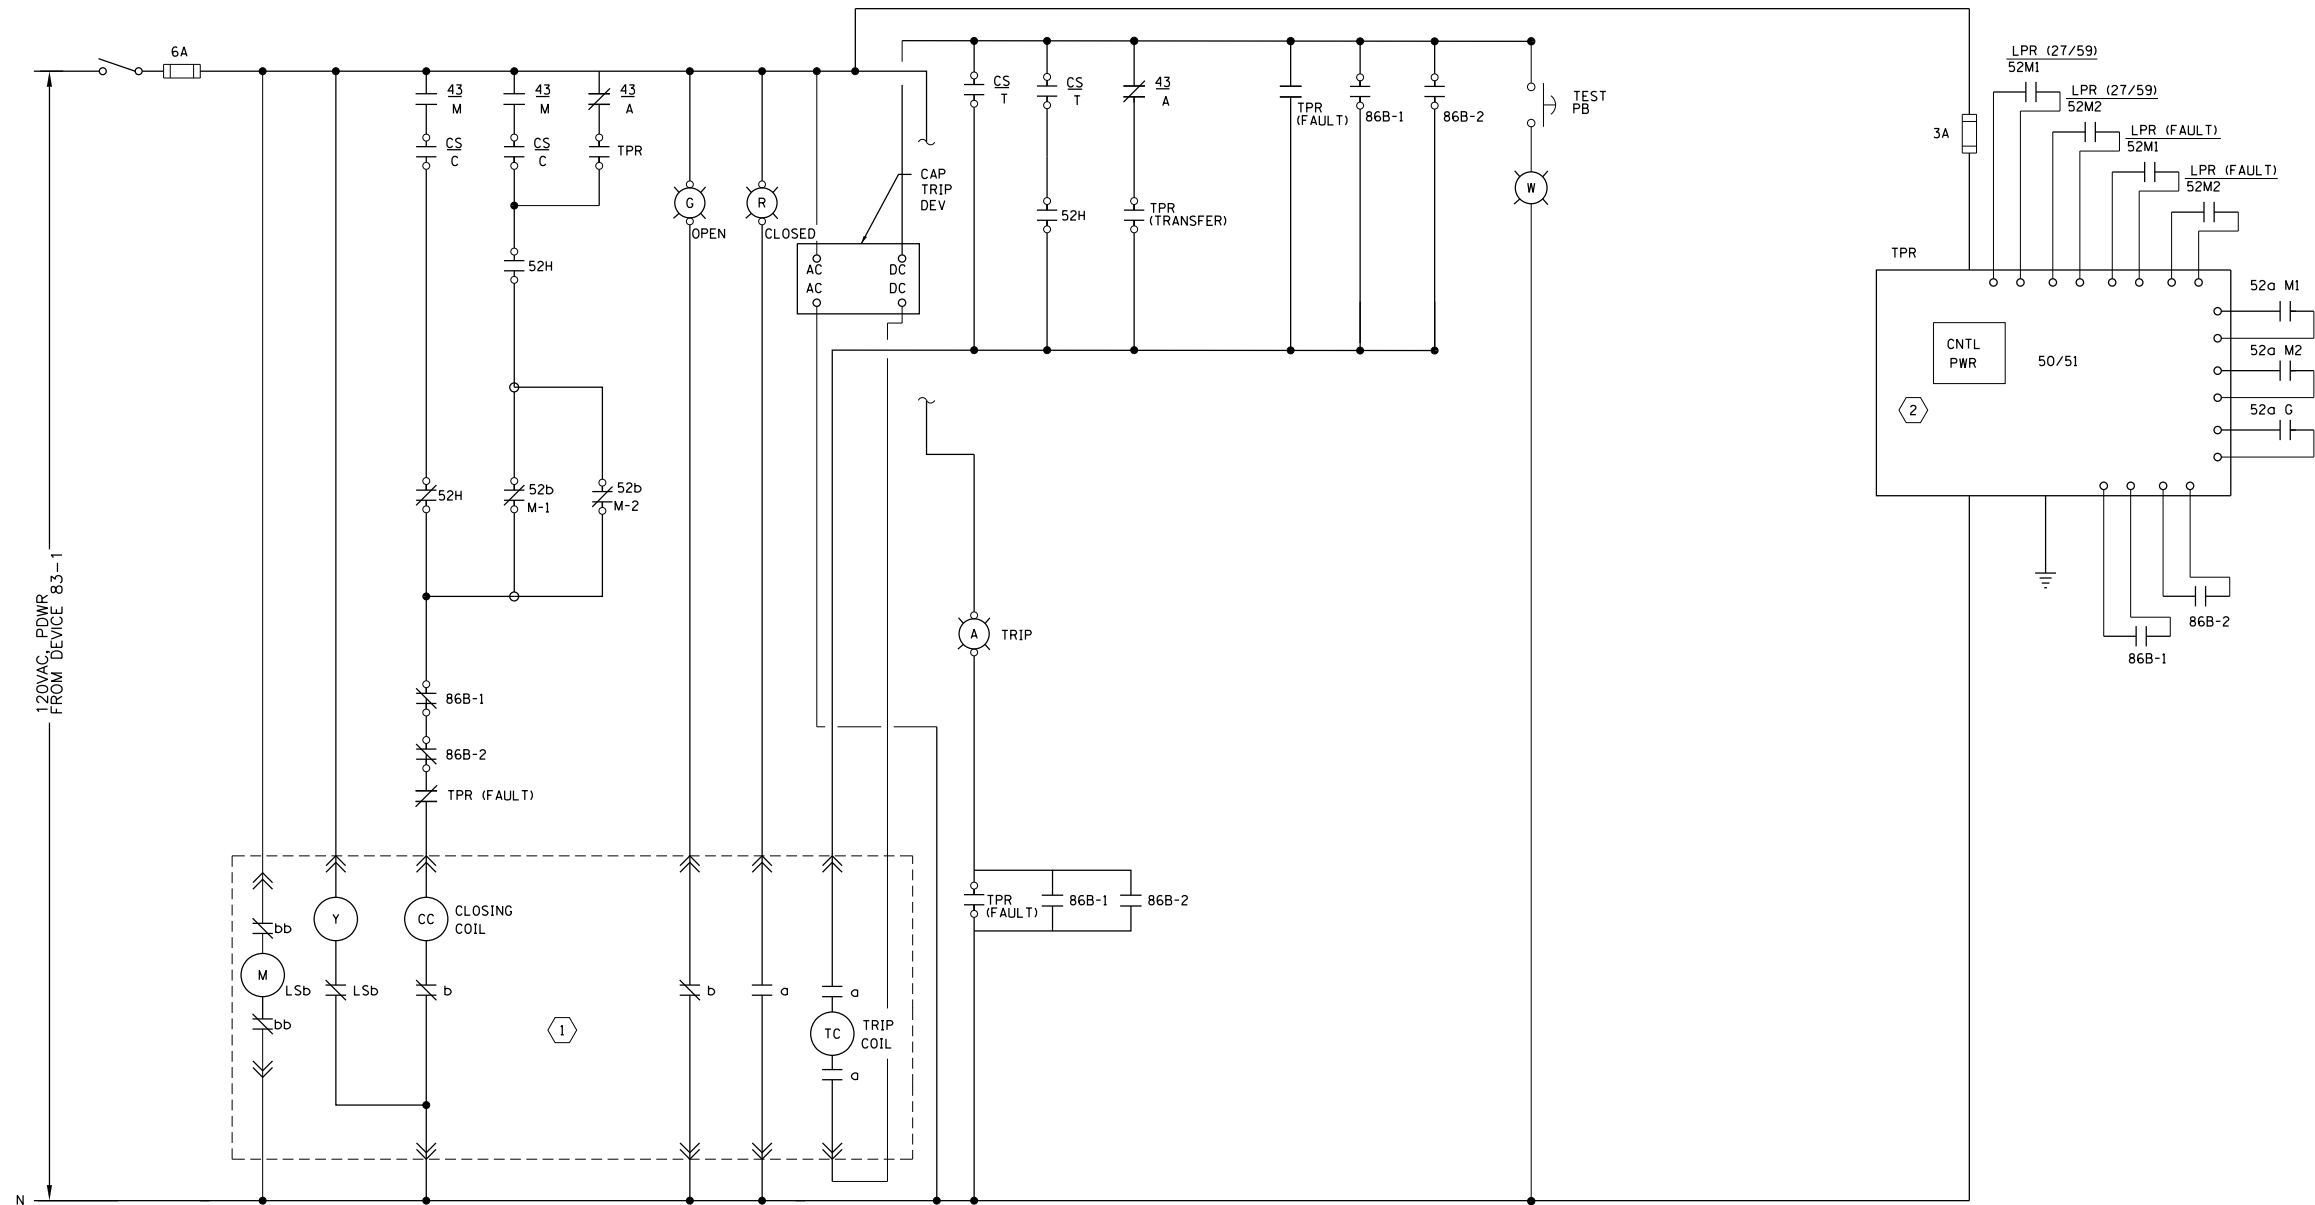 6A
43
M
43
M
43
A
CS
C
CS
C
TPR
G
OPEN
R
CLOSED
CAP
TRIP
DEV
AC
AC
DC
DC
52H
52H
52b
M-1
52b
M-2
86B-1
86B-2
TPR (FAULT)
120VAC, PDWR
FROM DEVICE 83-1
N
CS
T
CS
T
43
A
52H
TPR
(TRANSFER)
TPR
(FAULT)
86B-1
86B-2
TEST
PB
W
A
TRIP
TPR
(FAULT)
86B-1
86B-2
bb
M
LSb
bb
Y
LSb
CC
CLOSING
COIL
b
1
b
a
a
TC
TRIP
COIL
a
3A
LPR (27/59)
52M1
LPR (27/59)
52M2
LPR (FAULT)
52M1
LPR (FAULT)
52M2
TPR
CNTL
PWR
50/51
2
52a M1
52a M2
52a G
86B-2
86B-1